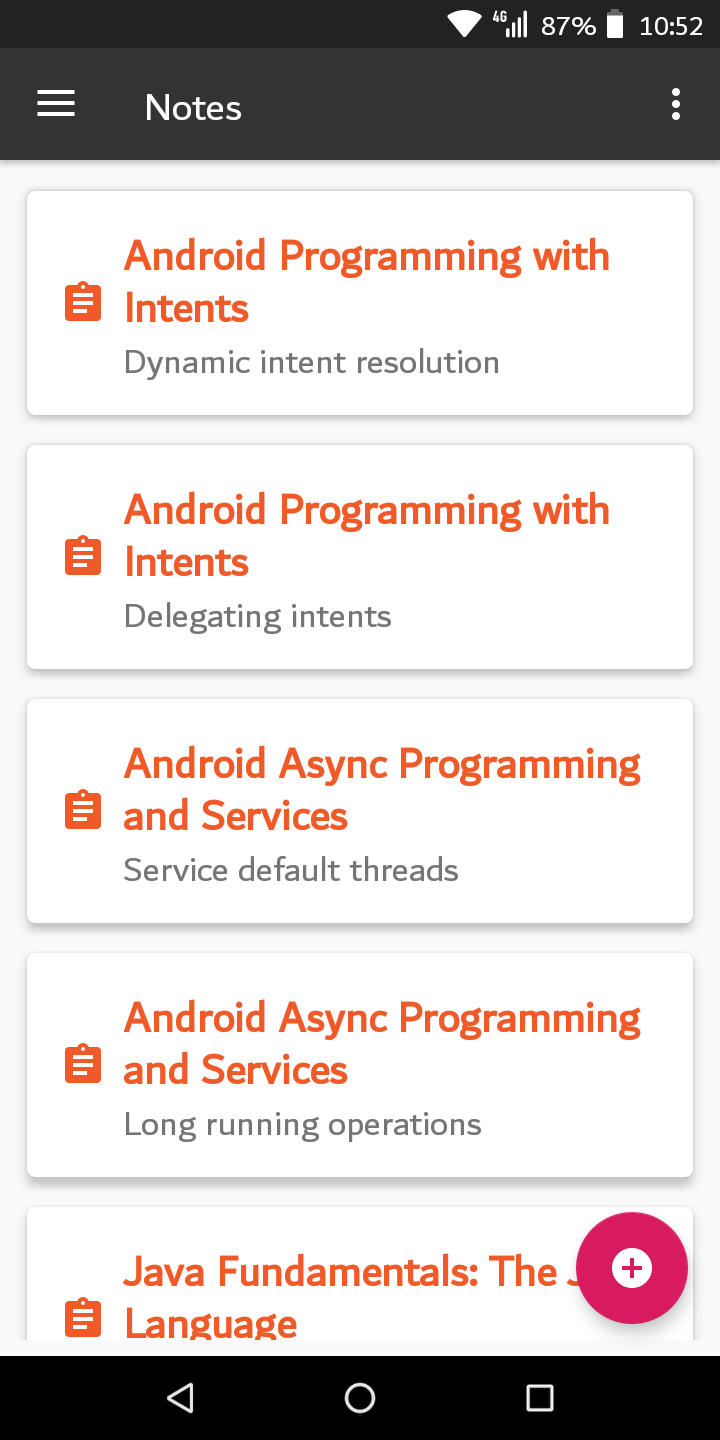 4G 87% 10:52
Notes
Android Programming with
Intents
Dynamic intent resolution
Android Programming with
Intents
Delegating intents
Android Async Programming
and Services
Service default threads
Android Async Programming
and Services
Long running operations
Java Fundamentals: The
Language